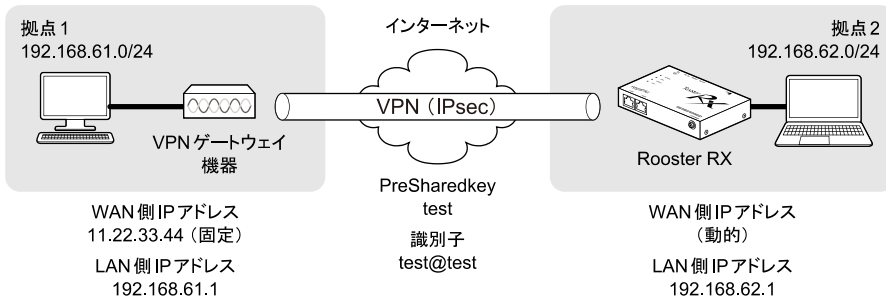 拠点1
192.168.61.0/24
VPNゲートウェイ
機器
WAN側IPアドレス
11.22.33.44（固定）
LAN側IPアドレス
192.168.61.1
インターネット
VPN（IPsec）
PreSharedkey
test
識別子
test@test
拠点2
192.168.62.0/24
Rooster
RX
Rooster RX
WAN側IPアドレス
（動的）
LAN側IPアドレス
192.168.62.1